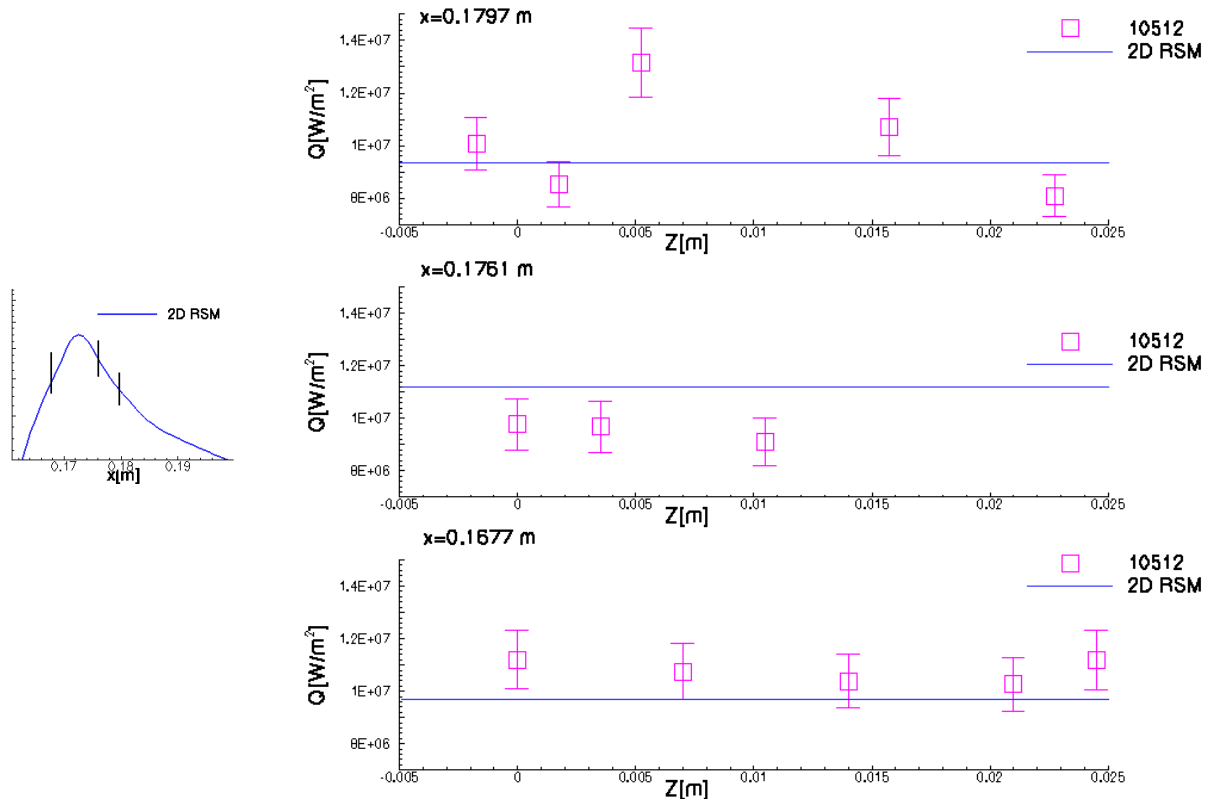 x=0.1797 m
10512
2D RSM
1.4E+07
1.2E+07
1E+07
8E+06
Q[W/m²]
-0.005 0 0.005 0.01 0.015 0.02 0.025
Z[m]
x=0.1761 m
10512
2D RSM
1.4E+07
1.2E+07
1E+07
8E+06
Q[W/m²]
-0.005 0 0.005 0.01 0.015 0.02 0.025
Z[m]
2D RSM
0.17 0.18 0.19
x[m]
x=0.1677 m
10512
2D RSM
1.4E+07
1.2E+07
1E+07
8E+06
Q[W/m²]
-0.005 0 0.005 0.01 0.015 0.02 0.025
Z[m]